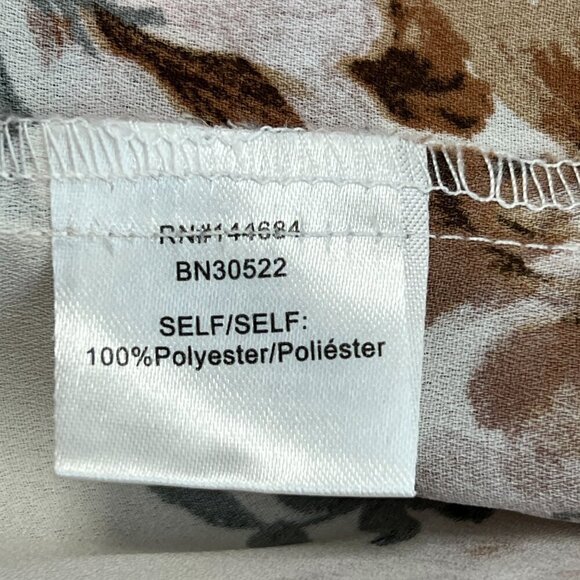 RN#144684
BN30522
SELF/SELF:
100%Polyester/Poliéster